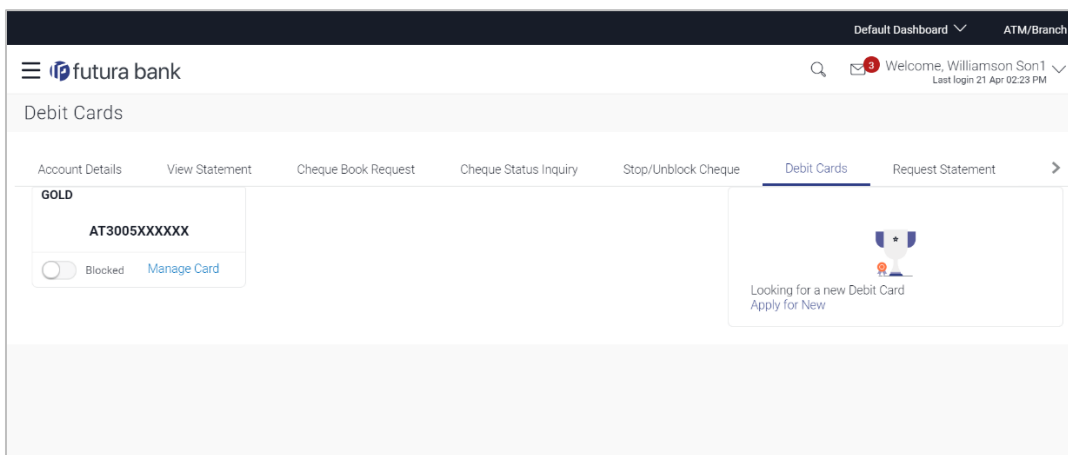 Default Dashboard ATM/Branch
futura bank 3 Welcome, Williamson Son1
Last login 21 Apr 02:23 PM
Debit Cards
Account Details View Statement Cheque Book Request Cheque Status Inquiry Stop/Unblock Cheque Debit Cards Request Statement
GOLD
AT3005XXXXXX
Blocked Manage Card
Looking for a new Debit Card
Apply for New